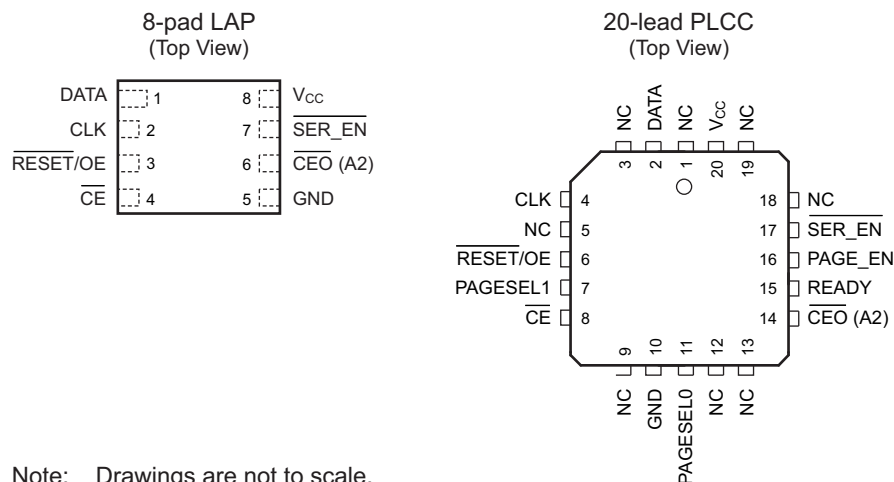 8-pad LAP
(Top View)
DATA 1
CLK 2
RESET/OE 3
CE 4
8 VCC
7 SER_EN
6 CEO (A2)
5 GND
20-lead PLCC
(Top View)
NC 3
DATA 2
NC 1
VCC 20
NC 19
CLK 4
NC 5
RESET/OE 6
PAGESEL1 7
CE 8
18 NC
17 SER_EN
16 PAGE_EN
15 READY
14 CEO (A2)
9 NC
10 GND
11 PAGESEL0
12 NC
13 NC
Note: Drawings are not to scale.